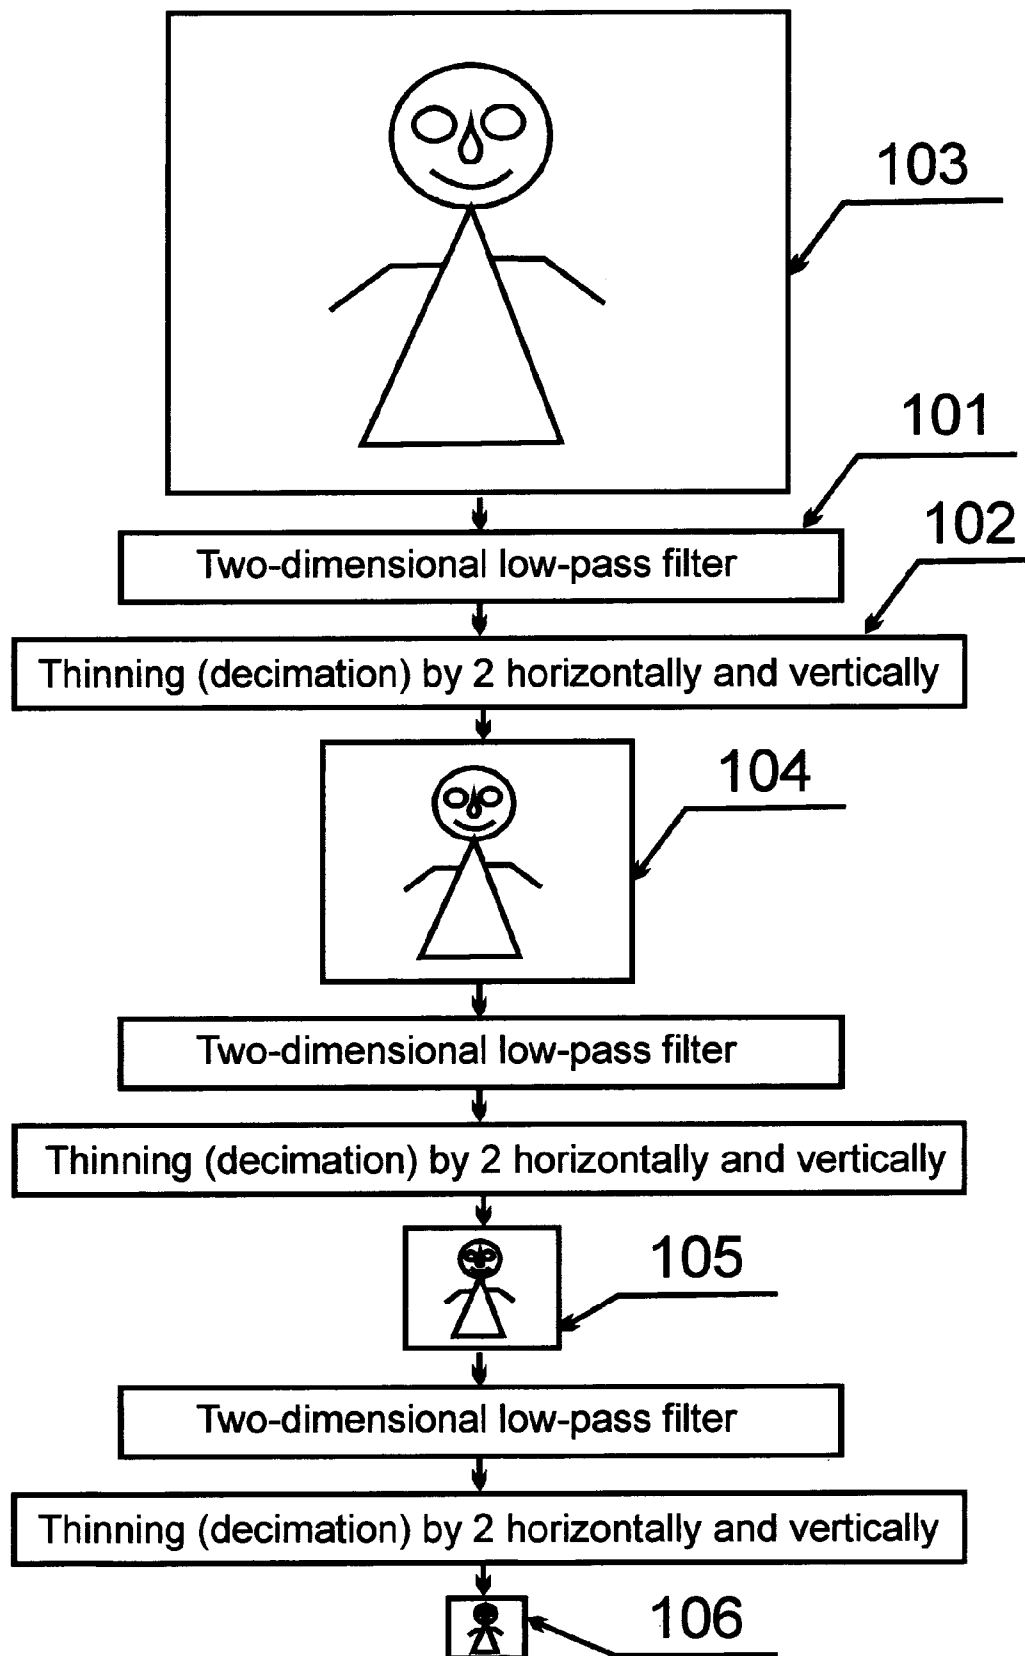 103
101
Two-dimensional low-pass filter
102
Thinning (decimation) by 2 horizontally and vertically
104
Two-dimensional low-pass filter
Thinning (decimation) by 2 horizontally and vertically
105
Two-dimensional low-pass filter
Thinning (decimation) by 2 horizontally and vertically
106